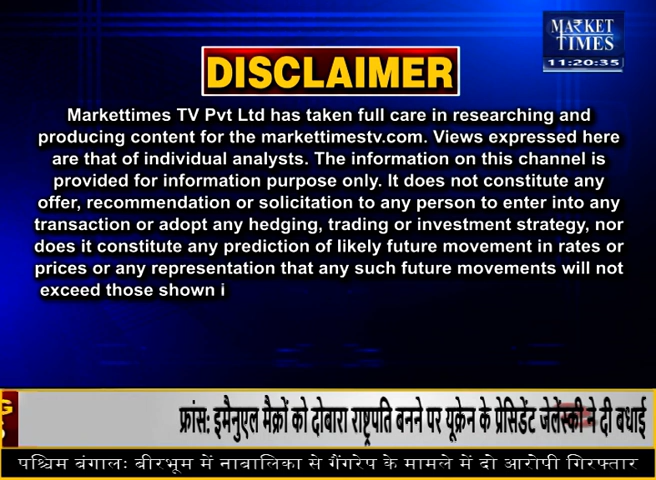 MARKET
TIMES
11:20:35
DISCLAIMER
Markettimes TV Pvt Ltd has taken full care in researching and
producing content for the markettimestv.com. Views expressed here
are that of individual analysts. The information on this channel is
provided for information purpose only. It does not constitute any
offer, recommendation or solicitation to any person to enter into any
transaction or adopt any hedging, trading or investment strategy, nor
does it constitute any prediction of likely future movement in rates or
prices or any representation that any such future movements will not
exceed those shown i
फ्रांस: इमैनुएल मैक्रों को दोबारा राष्ट्रपति बनने पर यूक्रेन के प्रेसिडेंट जेलेंस्की ने दी बधाई
पश्चिम बंगालः बीरभूम में नाबालिका से गैंगरेप के मामले में दो आरोपी गिरफ्तार